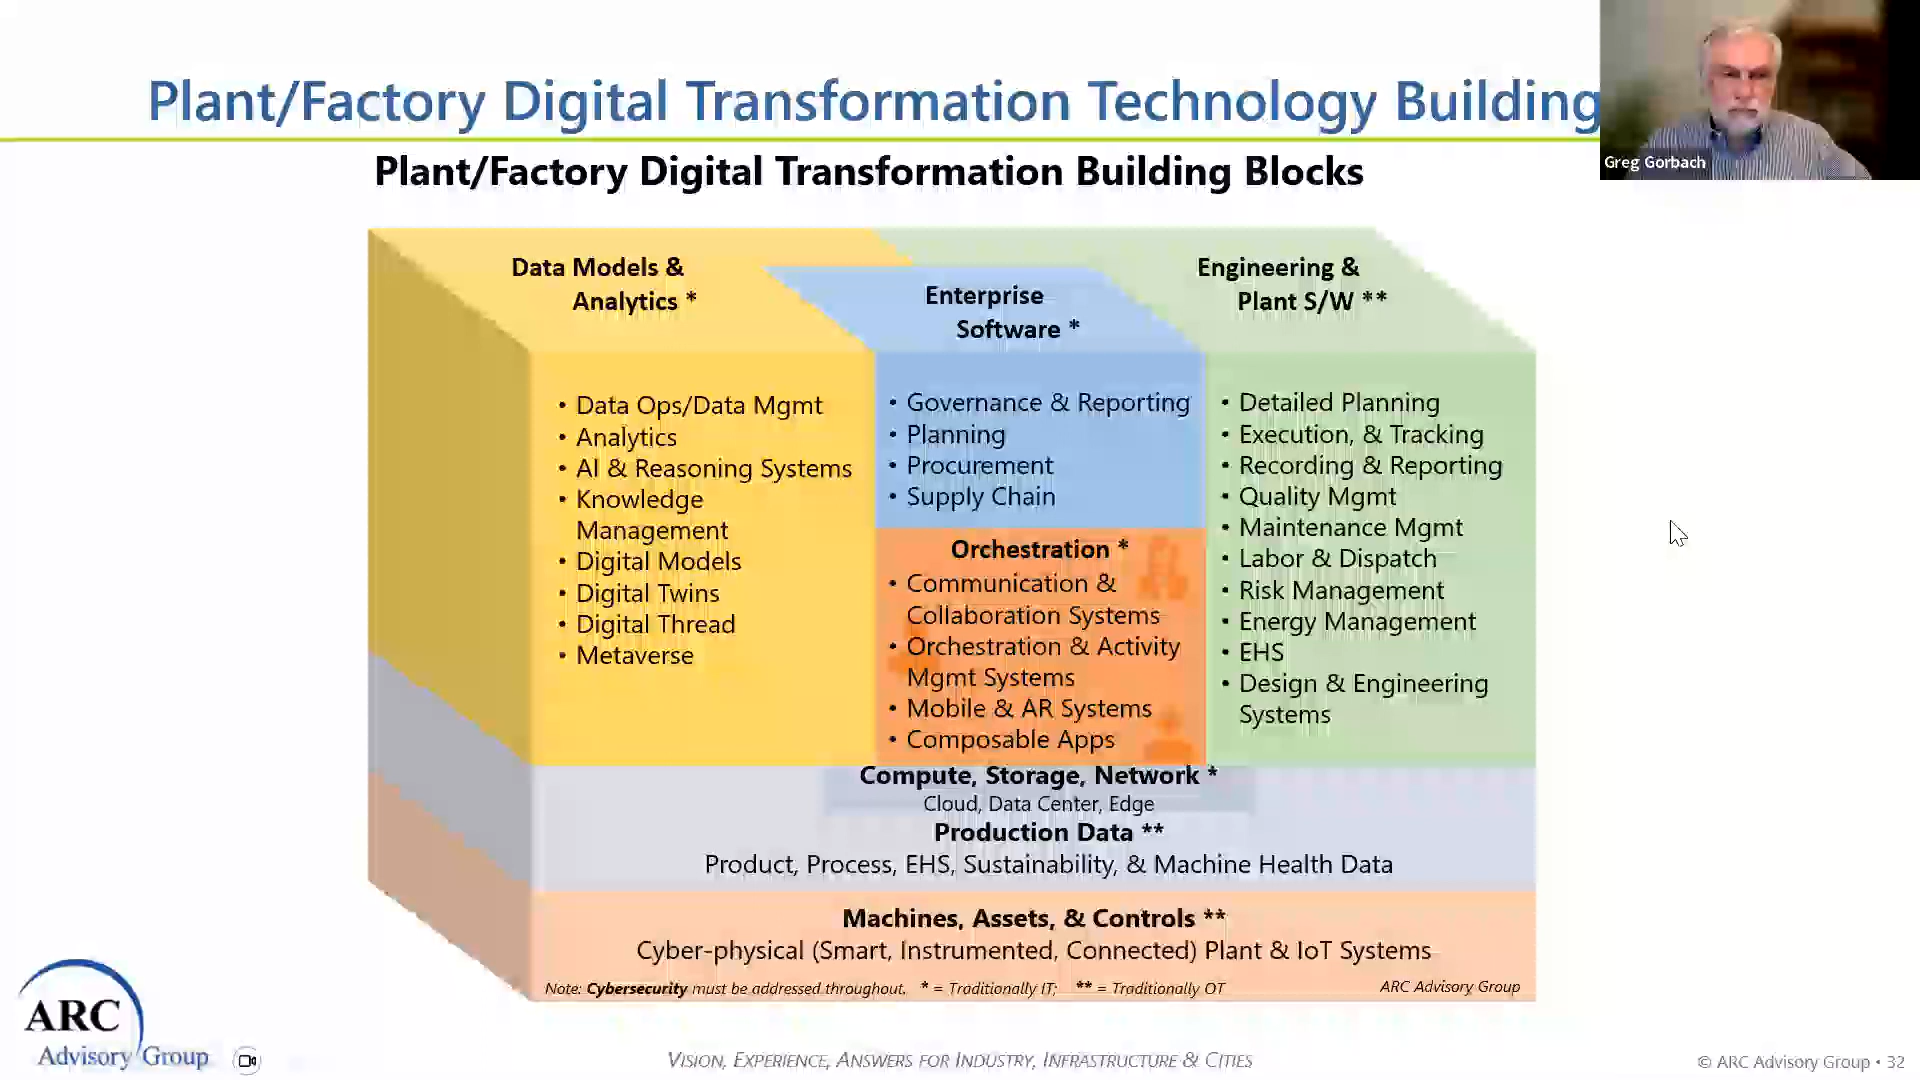 Plant/Factory Digital Transformation Technology Building
Greg Gorbach
Plant/Factory Digital Transformation Building Blocks
Data Models &
Analytics *
Enterprise
Software *
Engineering &
Plant S/W **
• Data Ops/Data Mgmt
• Analytics
• AI & Reasoning Systems
• Knowledge
Management
• Digital Models
• Digital Twins
• Digital Thread
• Metaverse
• Governance & Reporting
• Planning
• Procurement
• Supply Chain
Orchestration *
• Communication &
Collaboration Systems
• Orchestration & Activity
Mgmt Systems
• Mobile & AR Systems
• Composable Apps
• Detailed Planning
• Execution, & Tracking
• Recording & Reporting
• Quality Mgmt
• Maintenance Mgmt
• Labor & Dispatch
• Risk Management
• Energy Management
• EHS
• Design & Engineering
Systems
Compute, Storage, Network *
Cloud, Data Center, Edge
Production Data **
Product, Process, EHS, Sustainability, & Machine Health Data
Machines, Assets, & Controls **
Cyber-physical (Smart, Instrumented, Connected) Plant & IoT Systems
Note: Cybersecurity must be addressed throughout. * = Traditionally IT; ** = Traditionally OT
ARC Advisory Group
ARC
Advisory Group
VISION, EXPERIENCE, ANSWERS FOR INDUSTRY, INFRASTRUCTURE & CITIES
© ARC Advisory Group • 32